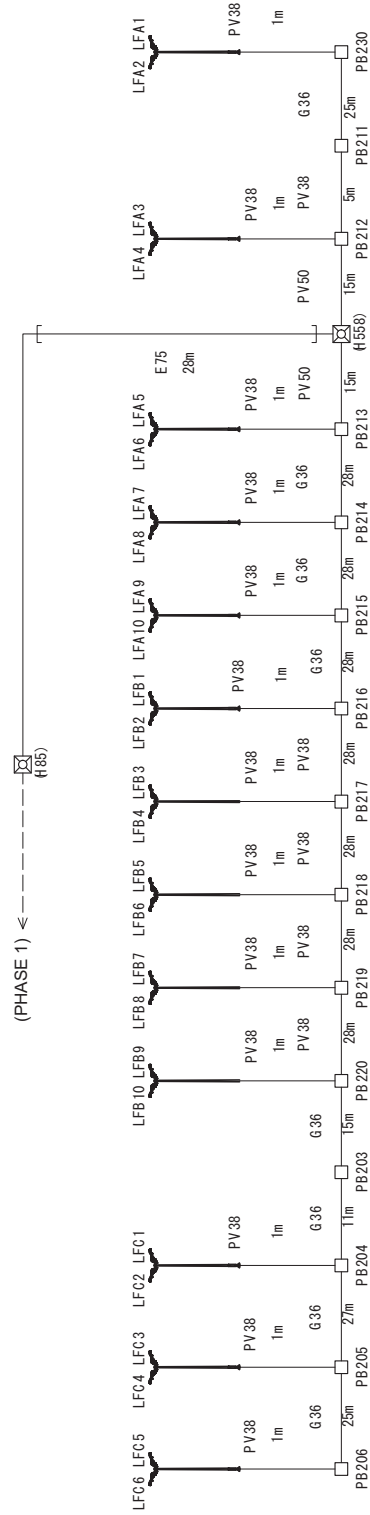 (PHASE 1)
(H85)
LFC6 LFC5
LFC4 LFC3
LFC2 LFC1
LFB10 LFB9
LFB8 LFB7
LFB6 LFB5
LFB4 LFB3
LFB2 LFB1
LFA10 LFA9
LFA8 LFA7
LFA6 LFA5
E75
28m
LFA4 LFA3
LFA2 LFA1
PV38
PV38
PV38
PV38
PV38
PV38
PV38
PV38
PV38
PV38
PV38
PV38
PV38
1m
1m
1m
1m
1m
1m
1m
1m
1m
1m
1m
1m
1m
G36
G36
G36
G36
PV38
PV38
PV38
PV38
G36
G36
G36
PV50
PV50
PV38
G36
25m
27m
11m
15m
28m
28m
28m
28m
28m
28m
28m
15m
15m
5m
25m
PB206
PB205
PB204
PB203
PB220
PB219
PB218
PB217
PB216
PB215
PB214
PB213
(H558)
PB212
PB211
PB230